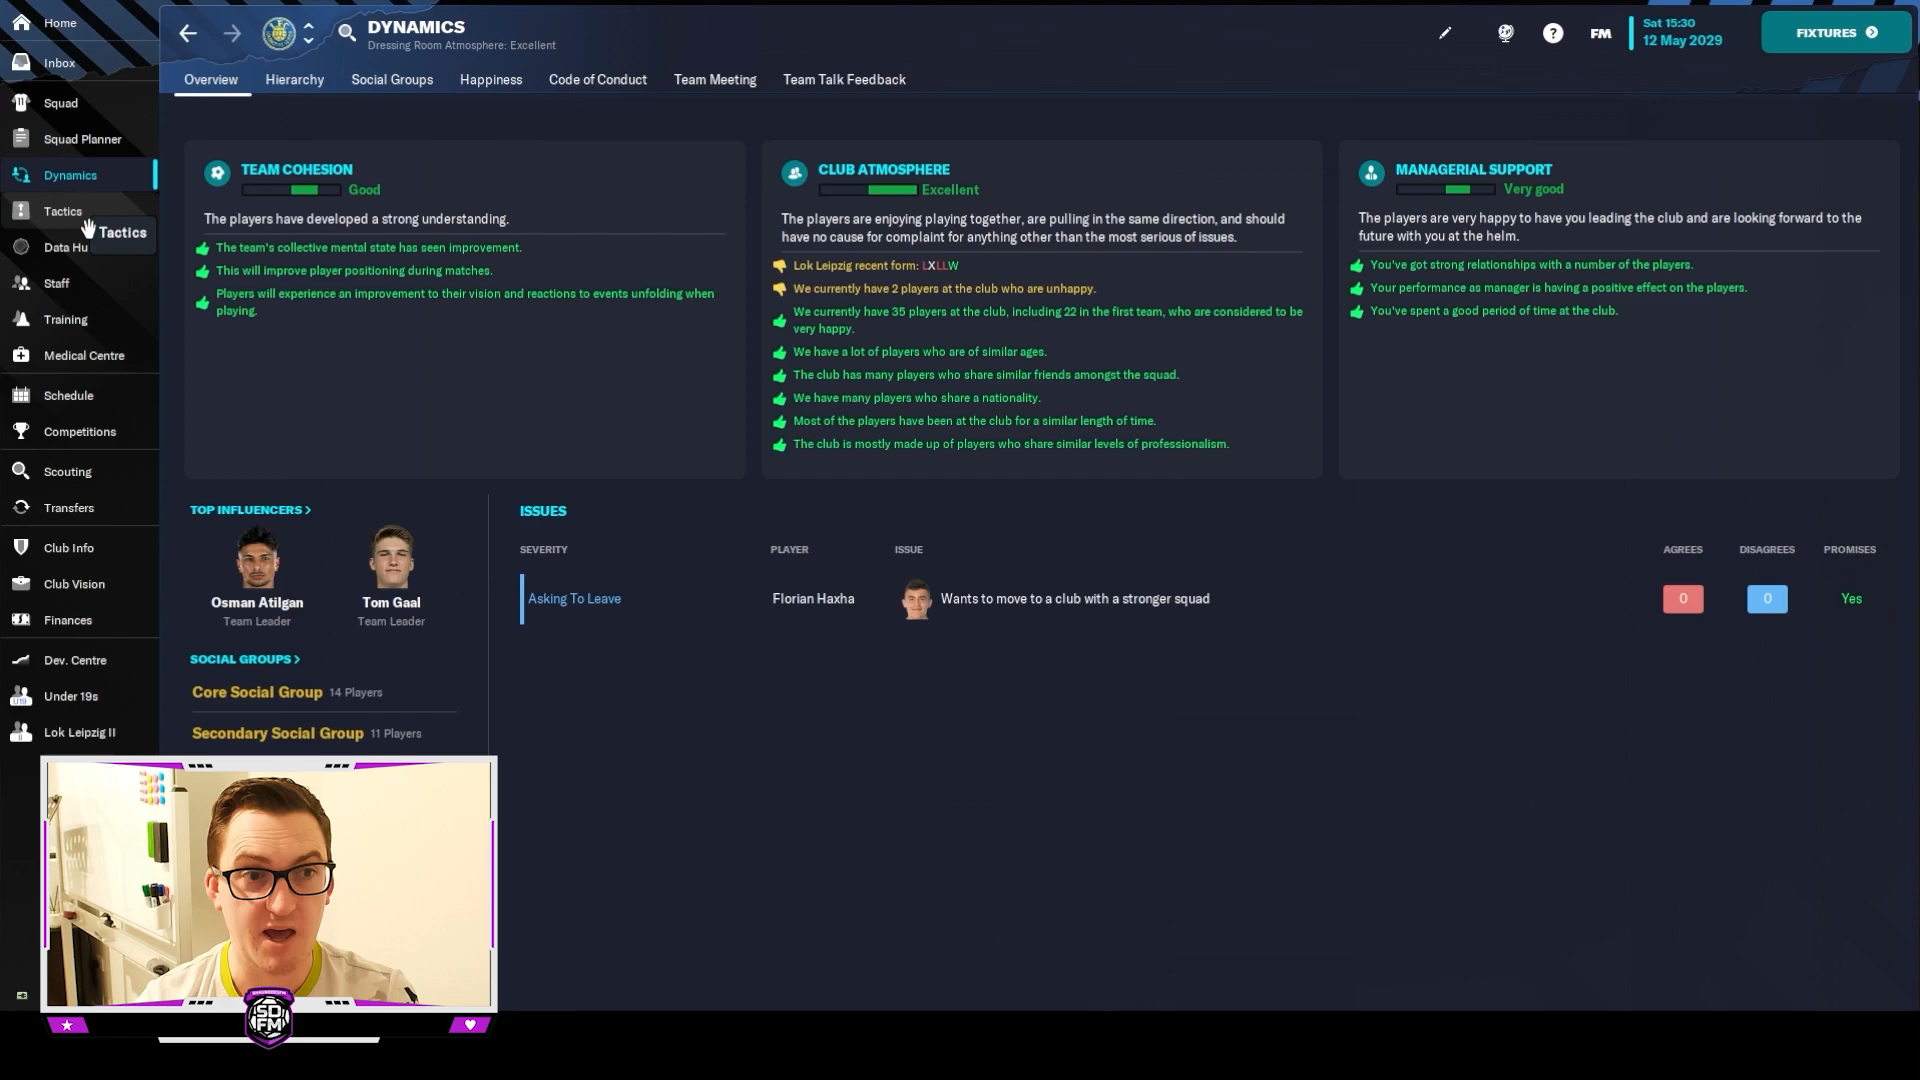 Home
Inbox
Squad
Squad Planner
Dynamics
Tactics
Tactics
Data Hu
Staff
Training
Medical Centre
Schedule
Competitions
Scouting
Transfers
Club Info
Club Vision
Finances
Dev. Centre
U19
Under 19s
II
Lok Leipzig II
DYNAMICS
Dressing Room Atmosphere: Excellent
FM
Sat 15:30
12 May 2029
FIXTURES
Overview
Hierarchy
Social Groups
Happiness
Code of Conduct
Team Meeting
Team Talk Feedback
TEAM COHESION
Good
The players have developed a strong understanding.
The team's collective mental state has seen improvement.
This will improve player positioning during matches.
Players will experience an improvement to their vision and reactions to events unfolding when
playing.
CLUB ATMOSPHERE
Excellent
The players are enjoying playing together, are pulling in the same direction, and should
have no cause for complaint for anything other than the most serious of issues.
Lok Leipzig recent form: LXLLW
We currently have 2 players at the club who are unhappy.
We currently have 35 players at the club, including 22 in the first team, who are considered to be
very happy.
We have a lot of players who are of similar ages.
The club has many players who share similar friends amongst the squad.
We have many players who share a nationality.
Most of the players have been at the club for a similar length of time.
The club is mostly made up of players who share similar levels of professionalism.
MANAGERIAL SUPPORT
Very good
The players are very happy to have you leading the club and are looking forward to the
future with you at the helm.
You've got strong relationships with a number of the players.
Your performance as manager is having a positive effect on the players.
You've spent a good period of time at the club.
TOP INFLUENCERS >
Osman Atilgan
Team Leader
Tom Gaal
Team Leader
SOCIAL GROUPS >
Core Social Group 14 Players
Secondary Social Group 11 Players
ISSUES
SEVERITY
PLAYER
ISSUE
AGREES
DISAGREES
PROMISES
Asking To Leave
Florian Haxha
Wants to move to a club with a stronger squad
0
0
Yes
SD
FM